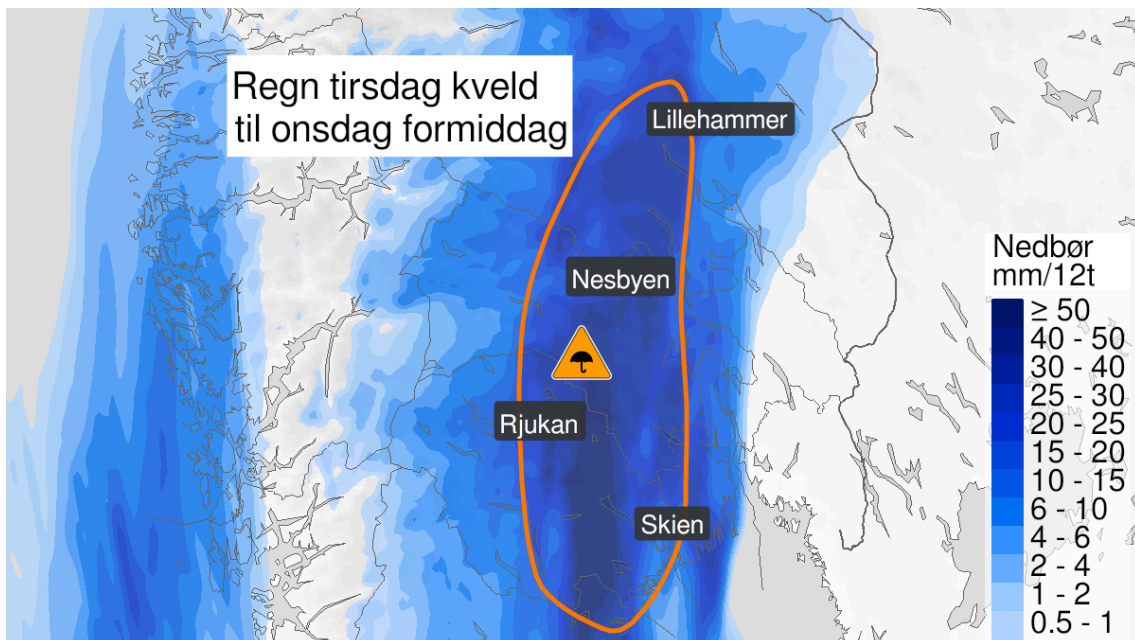 Regn tirsdag kveld
til onsdag formiddag
Lillehammer
Nesbyen
Rjukan
Skien
Nedbør
mm/12t
≥ 50
40 - 50
30 - 40
25 - 30
20 - 25
15 - 20
10 - 15
6 - 10
4 - 6
2 - 4
1 - 2
0.5 - 1